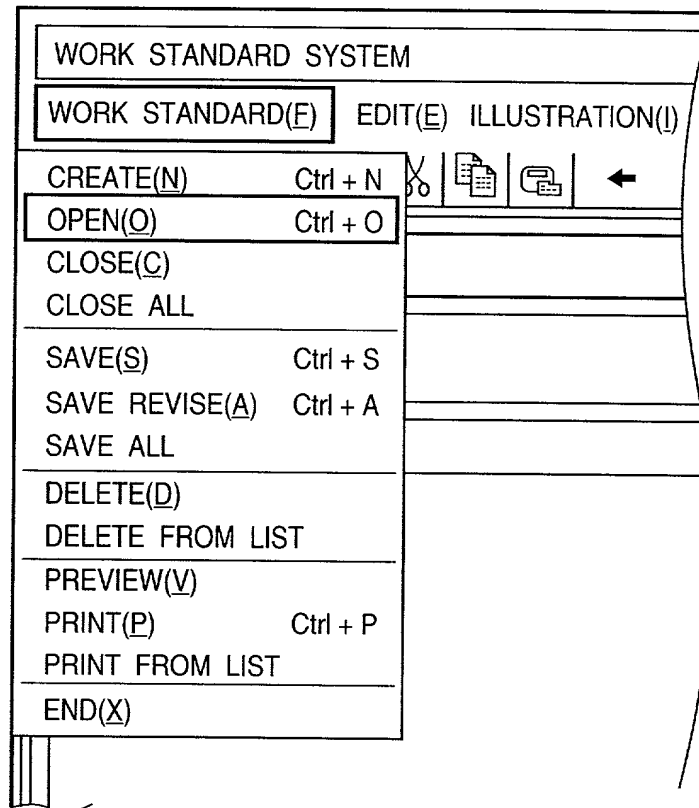 WORK STANDARD SYSTEM
WORK STANDARD(F) EDIT(E) ILLUSTRATION(I)
CREATE(N) Ctrl + N
OPEN(O) Ctrl + O
CLOSE(C)
CLOSE ALL
SAVE(S) Ctrl + S
SAVE REVISE(A) Ctrl + A
SAVE ALL
DELETE(D)
DELETE FROM LIST
PREVIEW(V)
PRINT(P) Ctrl + P
PRINT FROM LIST
END(X)